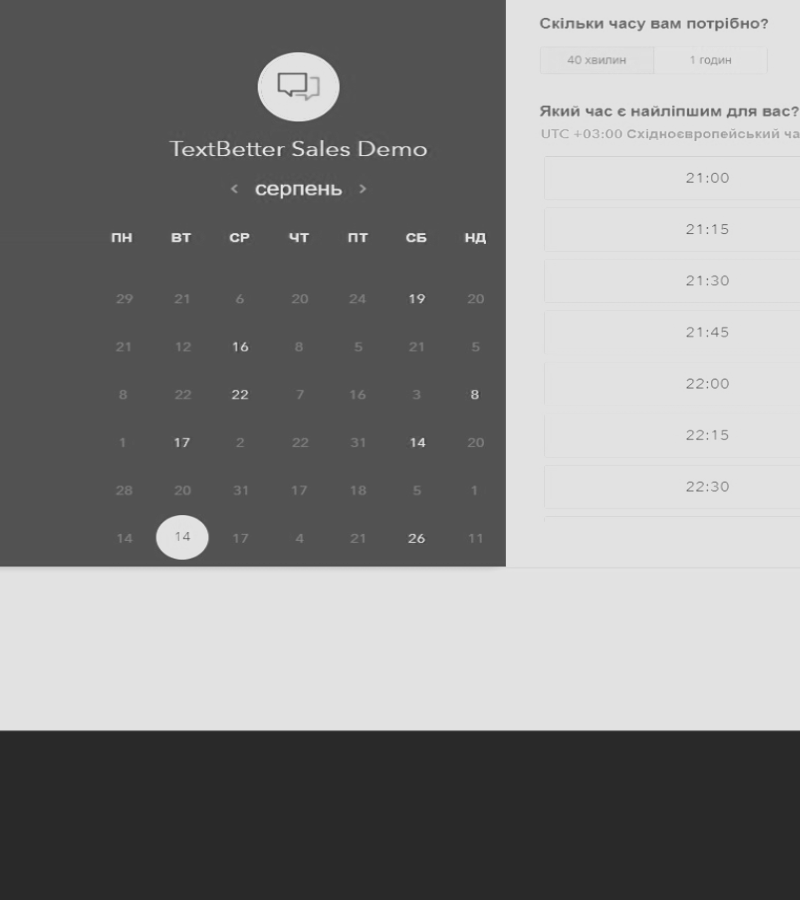 TextBetter Sales Demo
серпень
ПН ВТ СР ЧТ ПТ СБ НД
29 21 6 20 24 19 20
21 12 16 8 5 21 5
8 22 22 7 16 3 8
1 17 2 22 31 14 20
28 20 31 17 18 5 1
14 14 17 4 21 26 11
Скільки часу вам потрібно?
40 хвилин 1 годин
Який час є найліпшим для вас?
UTC +03:00 Східноєвропейський ча
21:00
21:15
21:30
21:45
22:00
22:15
22:30